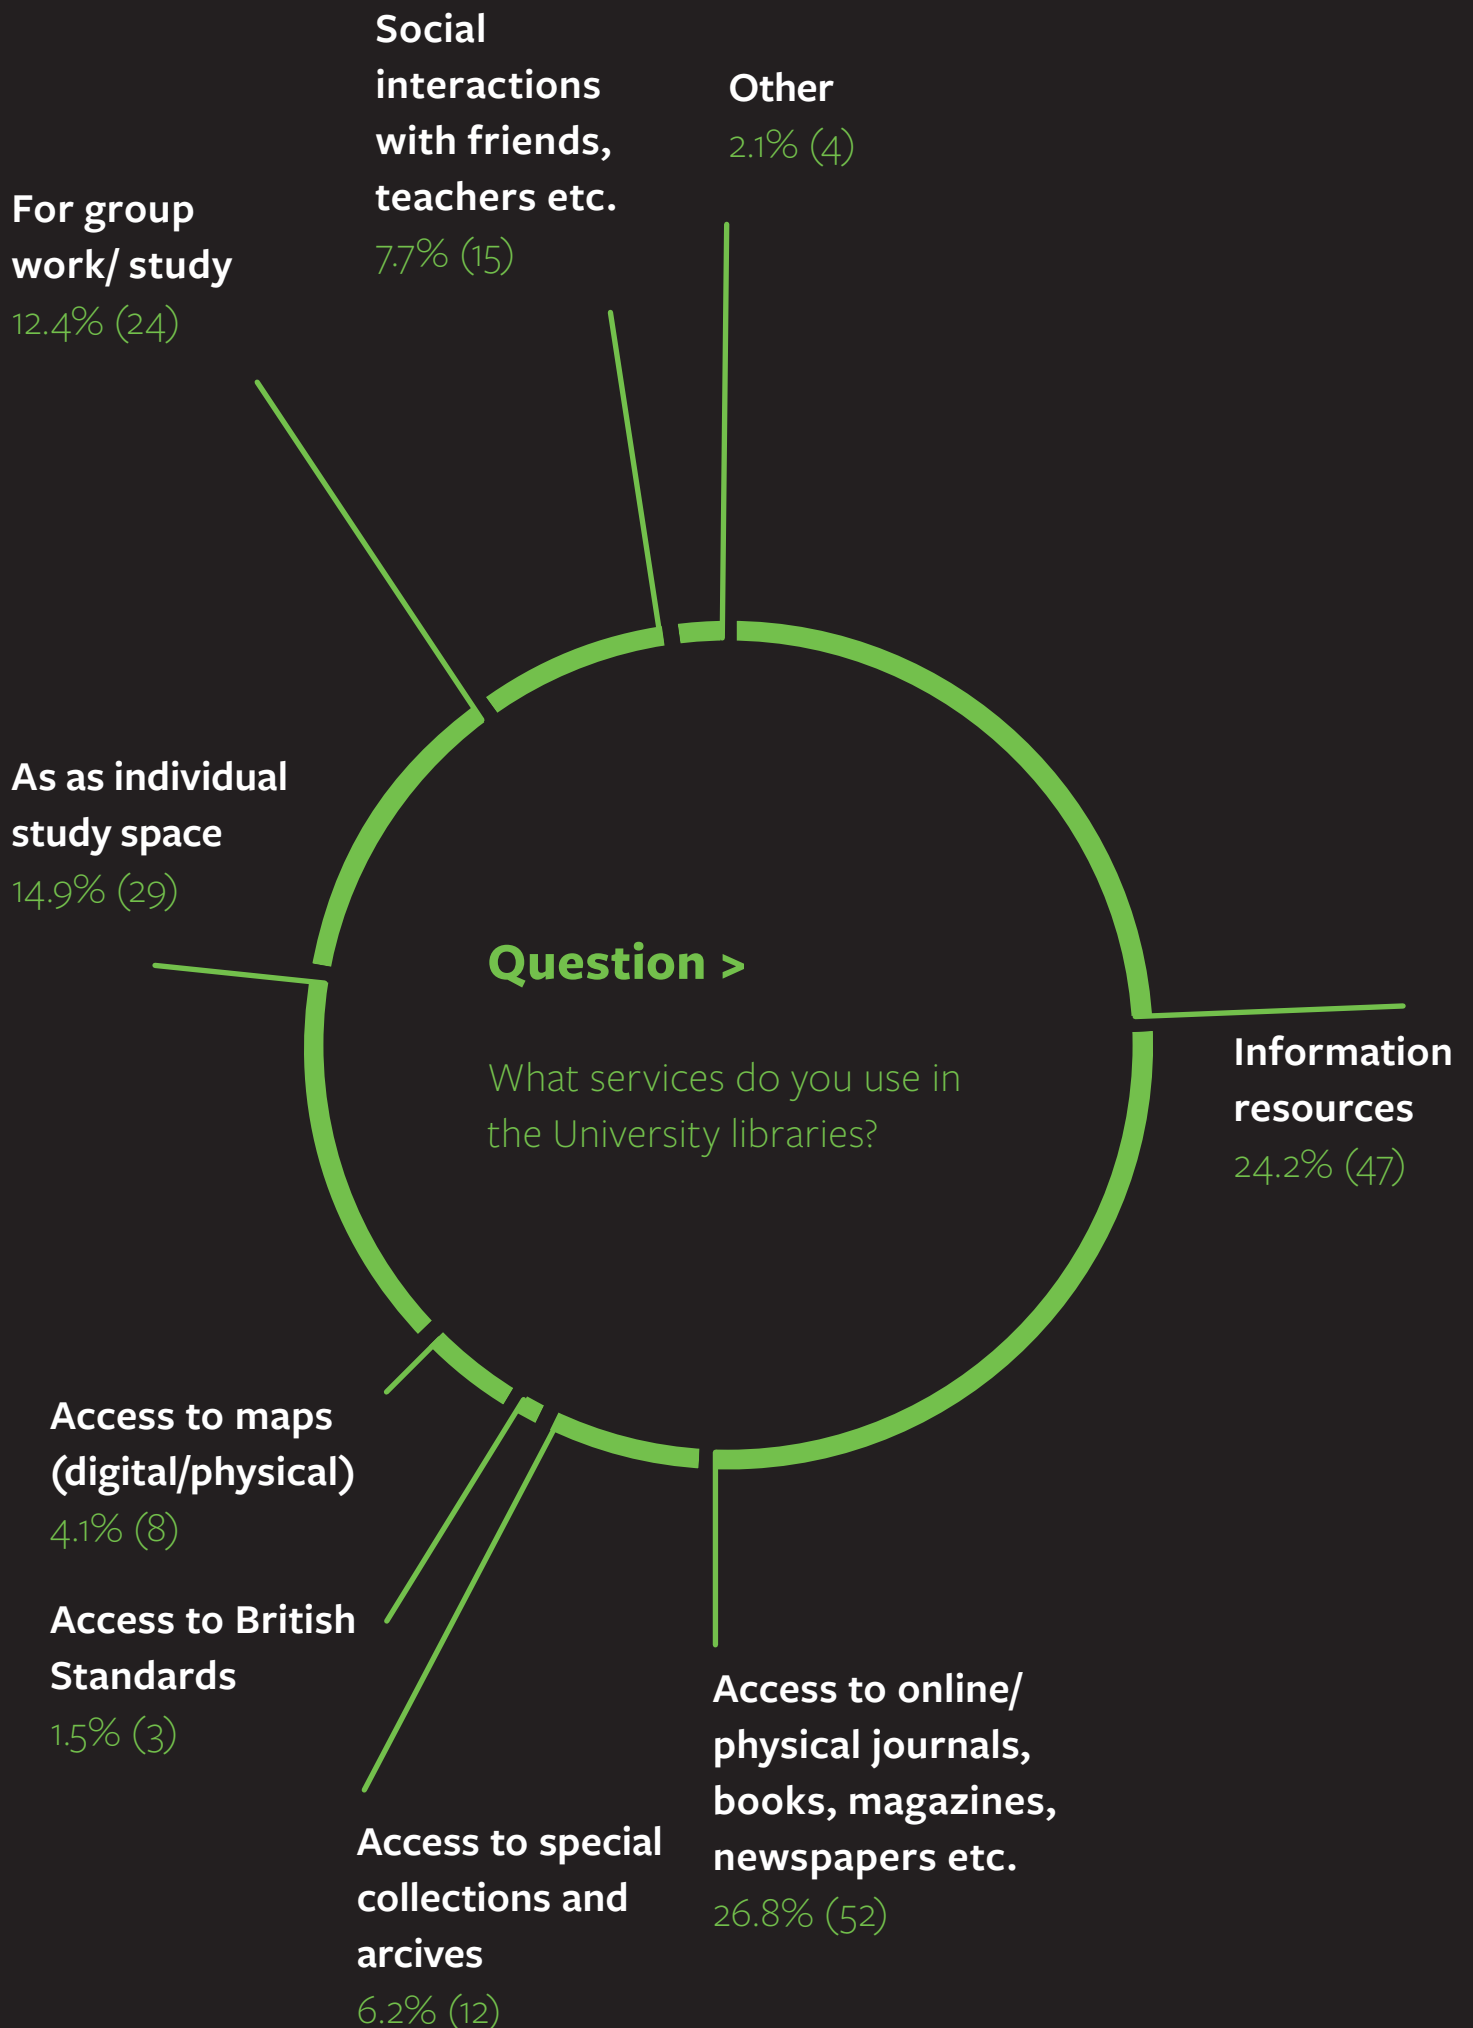 Social
interactions
with friends,
teachers etc.
7.7% (15)
Other
2.1% (4)
For group
work/ study
12.4% (24)
As as individual
study space
14.9% (29)
Question >
What services do you use in
the University libraries?
Information
resources
24.2% (47)
Access to maps
(digital/physical)
4.1% (8)
Access to British
Standards
1.5% (3)
Access to special
collections and
arcives
6.2% (12)
Access to online/
physical journals,
books, magazines,
newspapers etc.
26.8% (52)